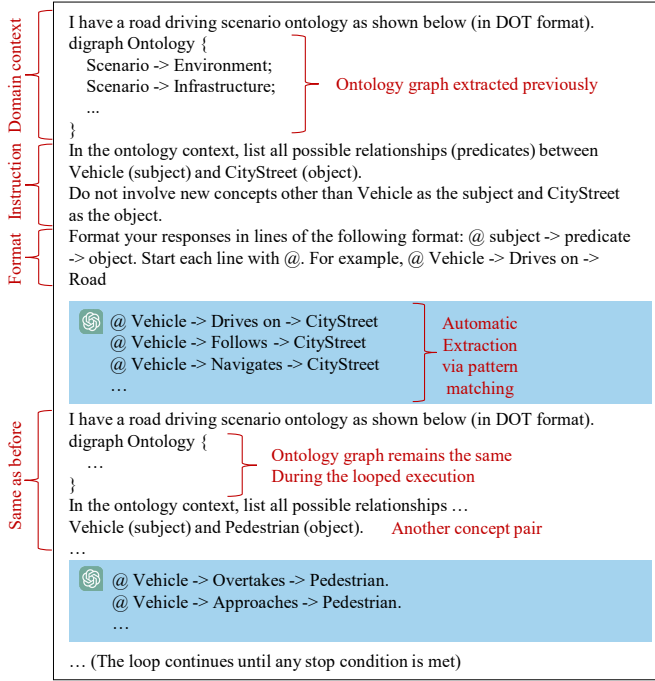 I have a road driving scenario ontology as shown below (in DOT format).
digraph Ontology {
Scenario -> Environment;
Scenario -> Infrastructure;
...
}
Domain context
Ontology graph extracted previously
In the ontology context, list all possible relationships (predicates) between
Vehicle (subject) and CityStreet (object).
Do not involve new concepts other than Vehicle as the subject and CityStreet
as the object.
Instruction
Format your responses in lines of the following format: @ subject -> predicate
-> object. Start each line with @. For example, @ Vehicle -> Drives on ->
Road
Format
@ Vehicle -> Drives on -> CityStreet
@ Vehicle -> Follows -> CityStreet
@ Vehicle -> Navigates -> CityStreet
…
Automatic
Extraction
via pattern
matching
I have a road driving scenario ontology as shown below (in DOT format).
digraph Ontology {
…
}
Ontology graph remains the same
During the looped execution
In the ontology context, list all possible relationships …
Vehicle (subject) and Pedestrian (object).
Another concept pair
…
Same as before
@ Vehicle -> Overtakes -> Pedestrian.
@ Vehicle -> Approaches -> Pedestrian.
…
… (The loop continues until any stop condition is met)